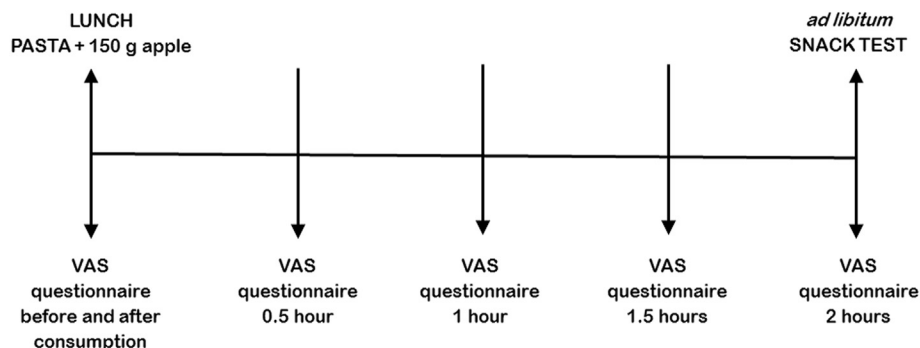 LUNCH
PASTA + 150 g apple
ad libitum
SNACK TEST
VAS
questionnaire
before and after
consumption
VAS
questionnaire
0.5 hour
VAS
questionnaire
1 hour
VAS
questionnaire
1.5 hours
VAS
questionnaire
2 hours